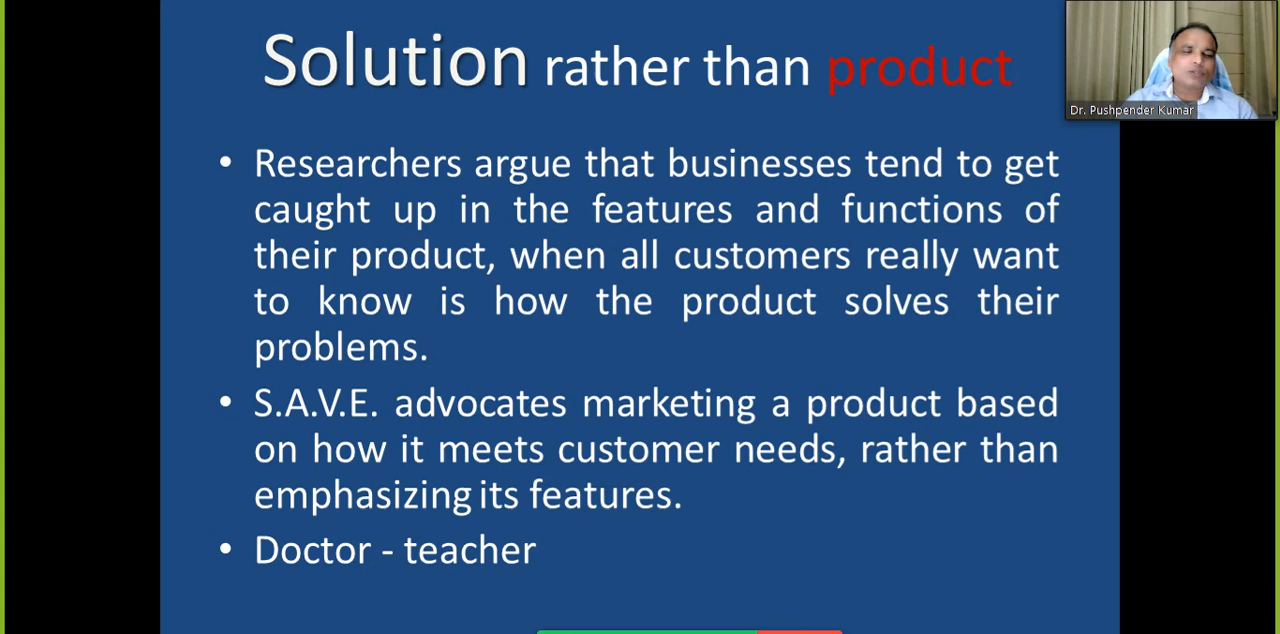 Solution rather than product
Dr. Pushpender Kumar
• Researchers argue that businesses tend to get
caught up in the features and functions of
their product, when all customers really want
to know is how the product solves their
problems.
• S.A.V.E. advocates marketing a product based
on how it meets customer needs, rather than
emphasizing its features.
• Doctor - teacher